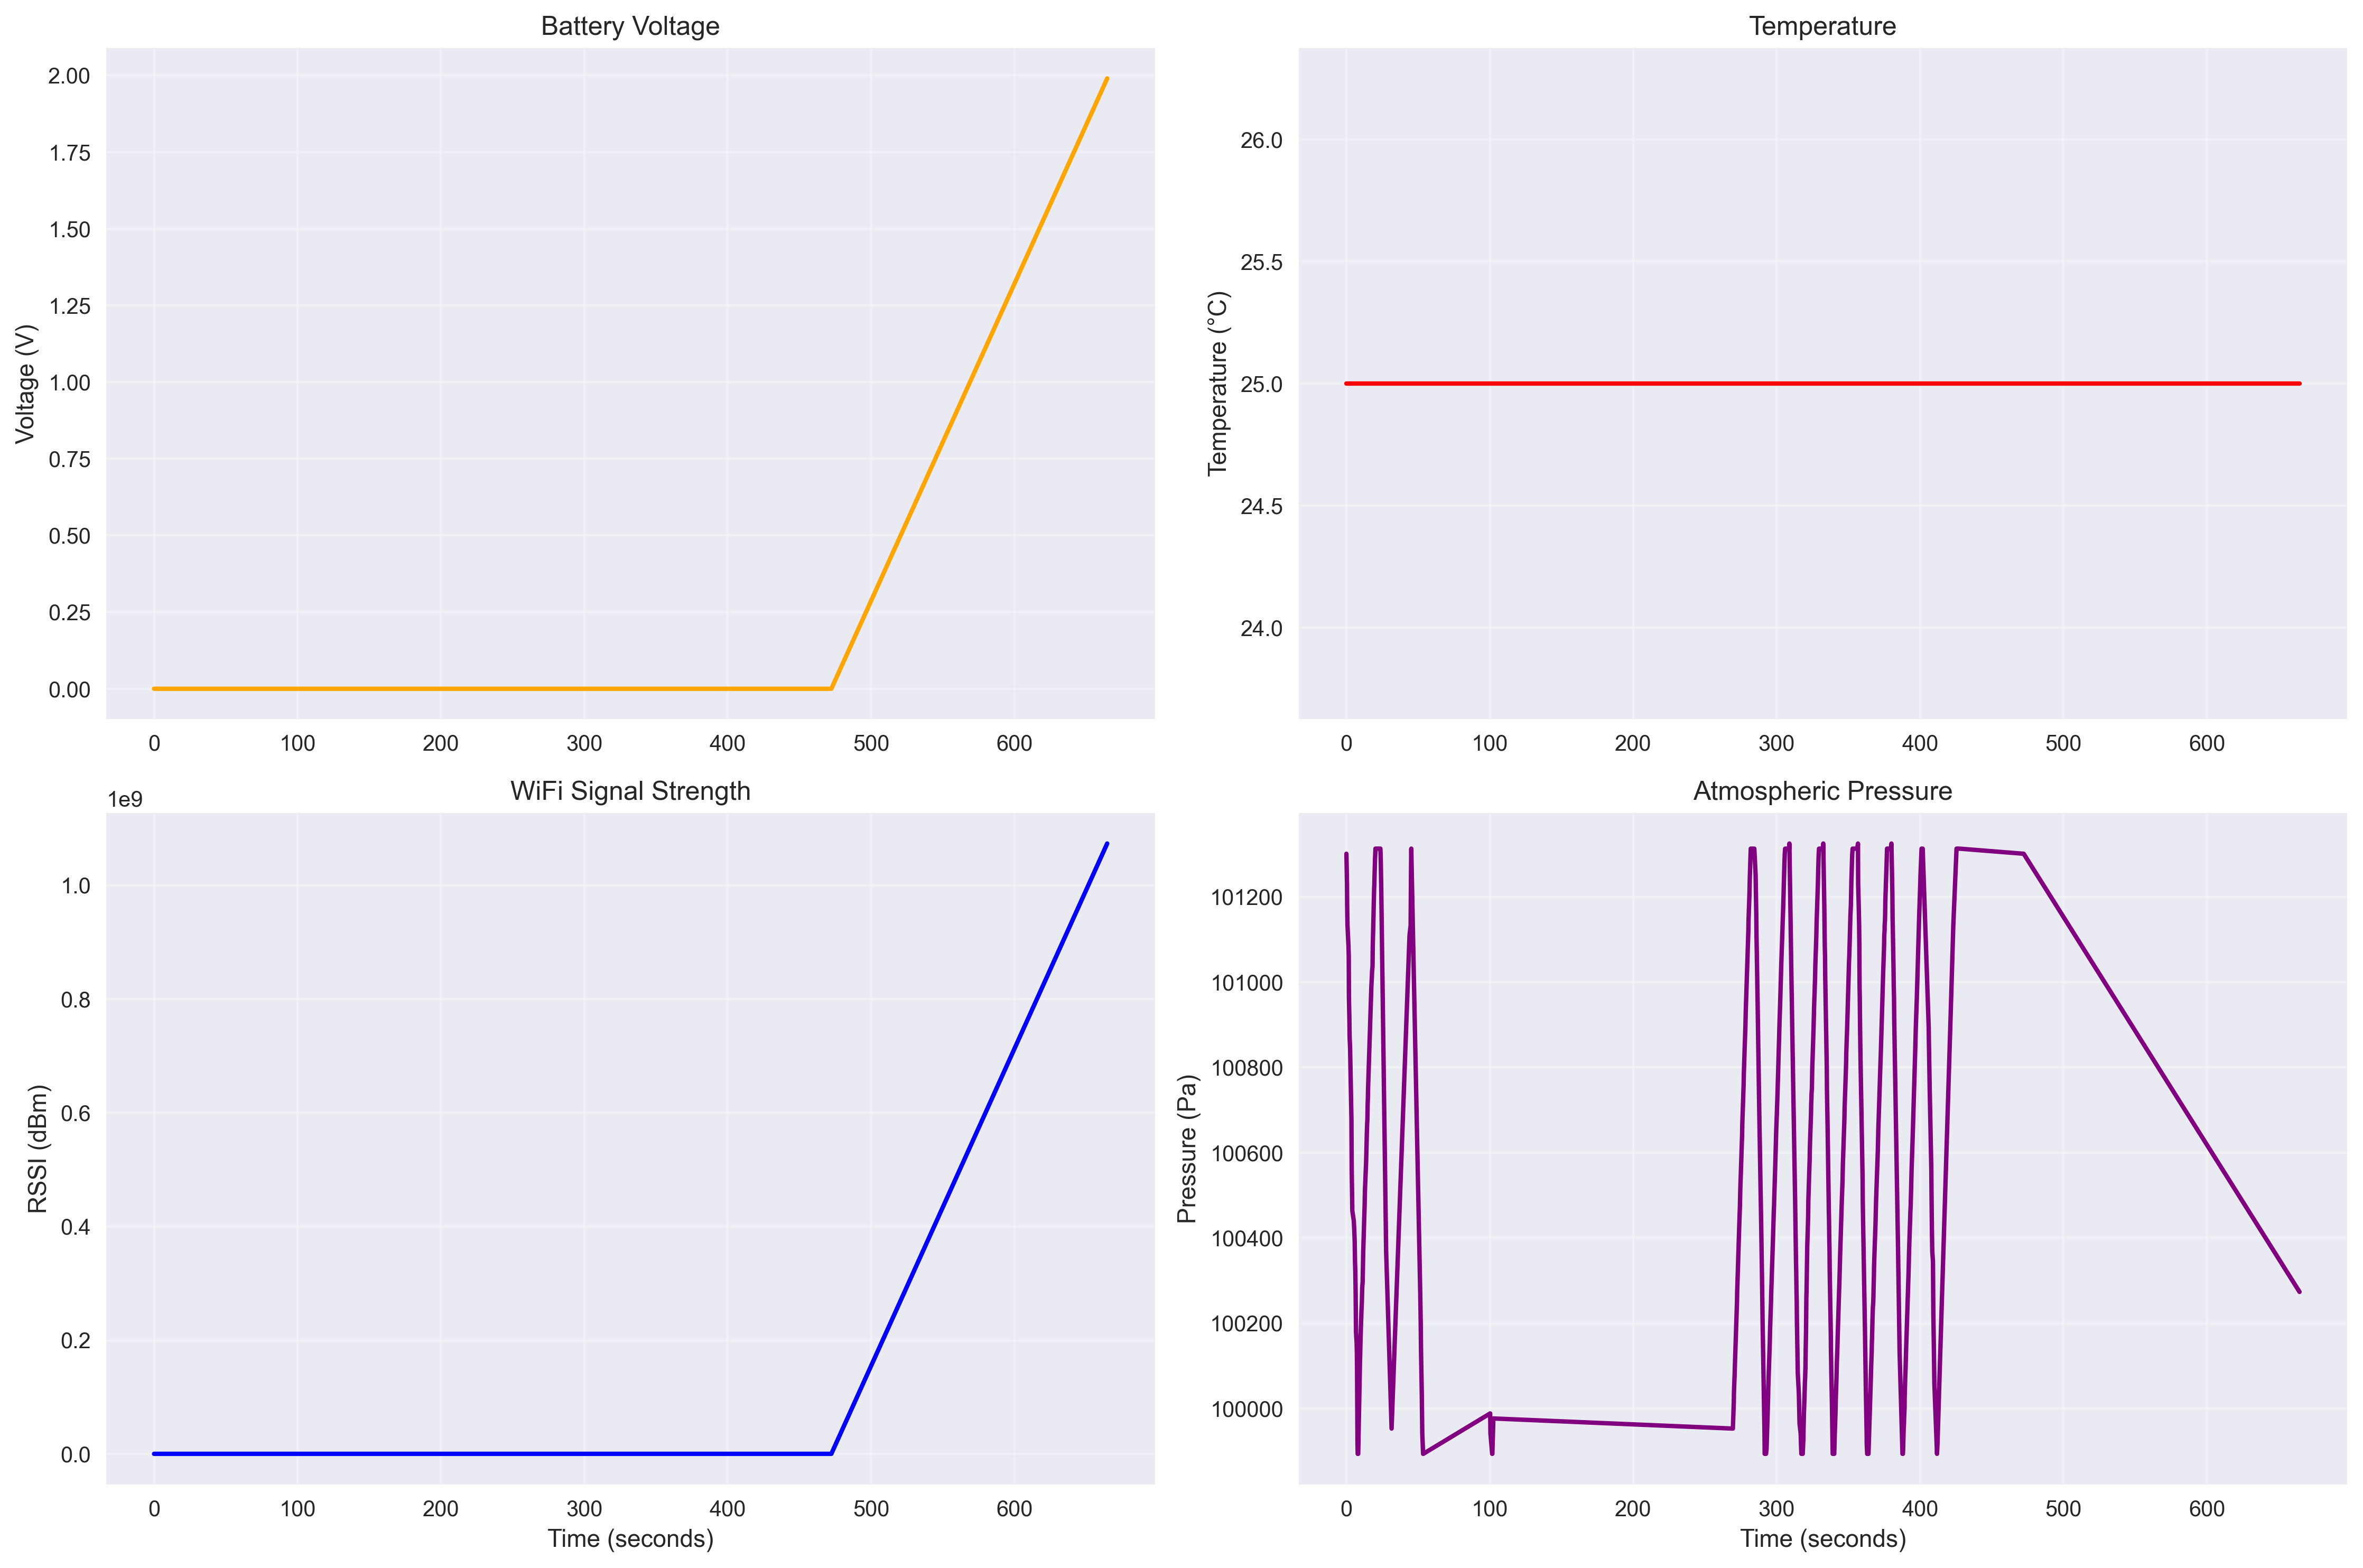 Battery Voltage
Voltage (V)
2.00
1.75
1.50
1.25
1.00
0.75
0.50
0.25
0.00
0 100 200 300 400 500 600
Temperature
Temperature (°C)
26.0
25.5
25.0
24.5
24.0
0 100 200 300 400 500 600
WiFi Signal Strength
1e9
RSSI (dBm)
1.0
0.8
0.6
0.4
0.2
0.0
0 100 200 300 400 500 600
Time (seconds)
Atmospheric Pressure
Pressure (Pa)
101200
101000
100800
100600
100400
100200
100000
0 100 200 300 400 500 600
Time (seconds)